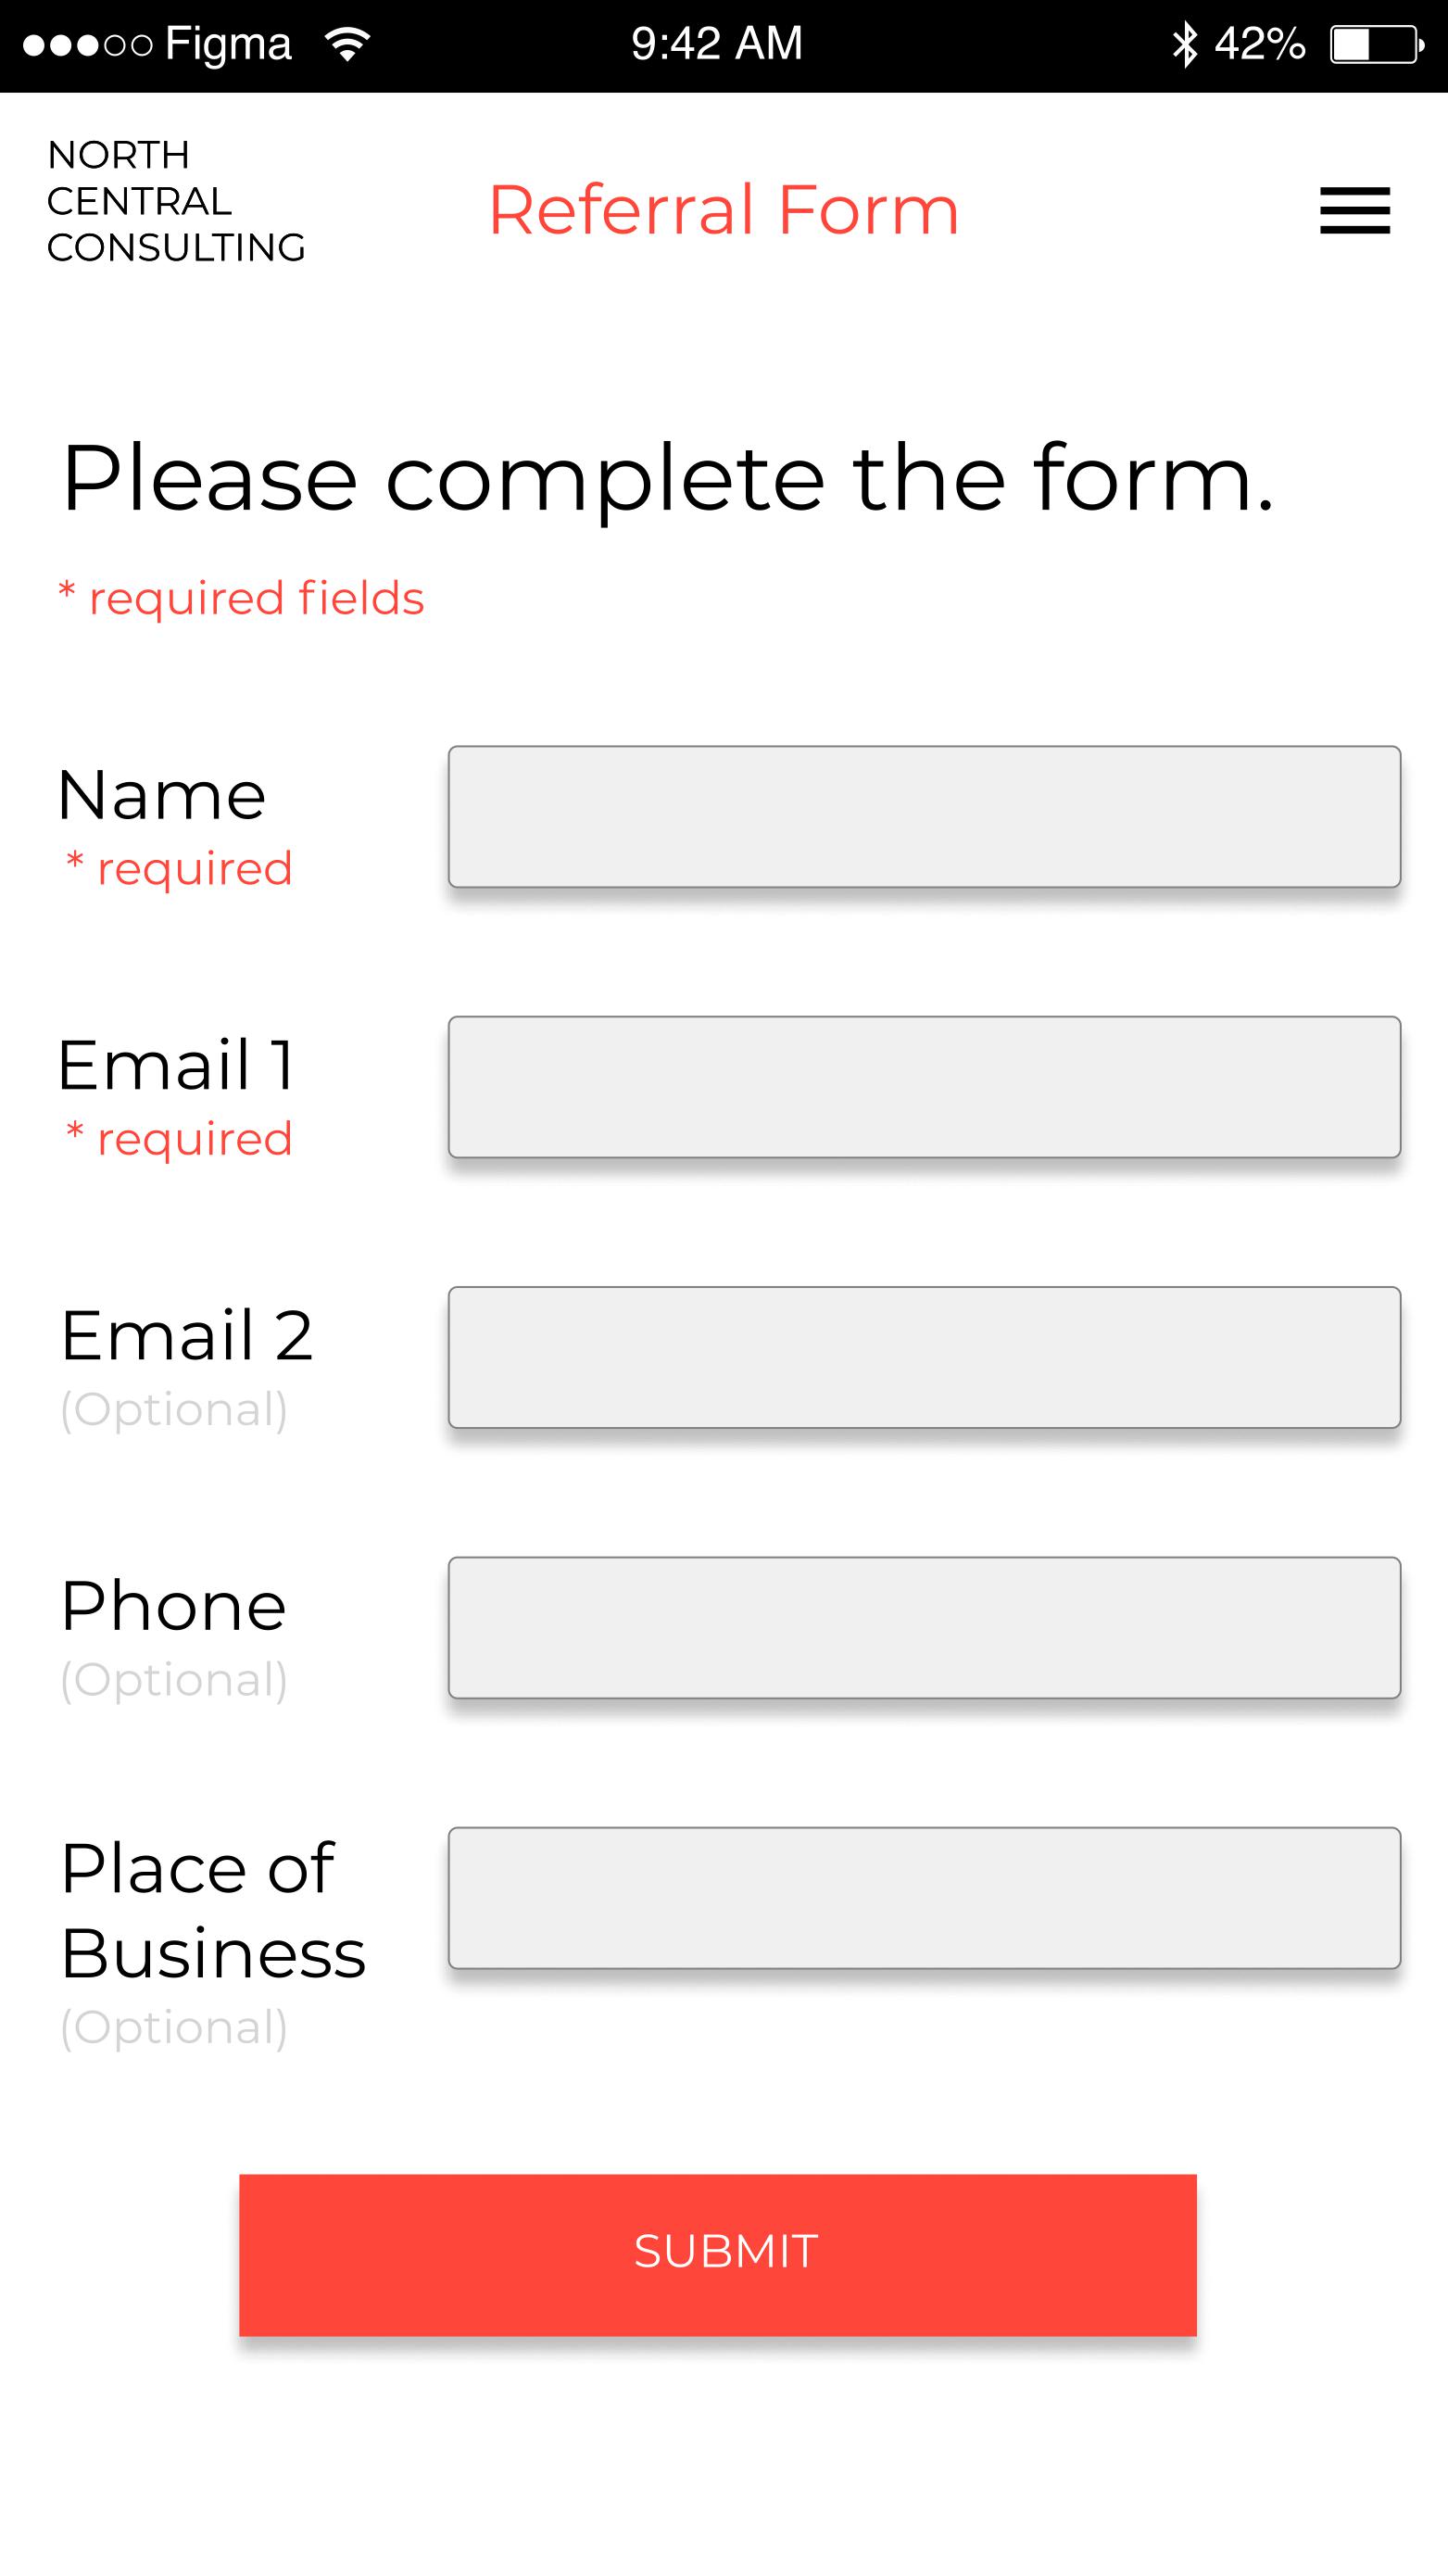 Figma 9:42 AM 42%
NORTH
CENTRAL
CONSULTING
Referral Form
Please complete the form.
* required fields
Name
* required
Email 1
* required
Email 2
(Optional)
Phone
(Optional)
Place of
Business
(Optional)
SUBMIT